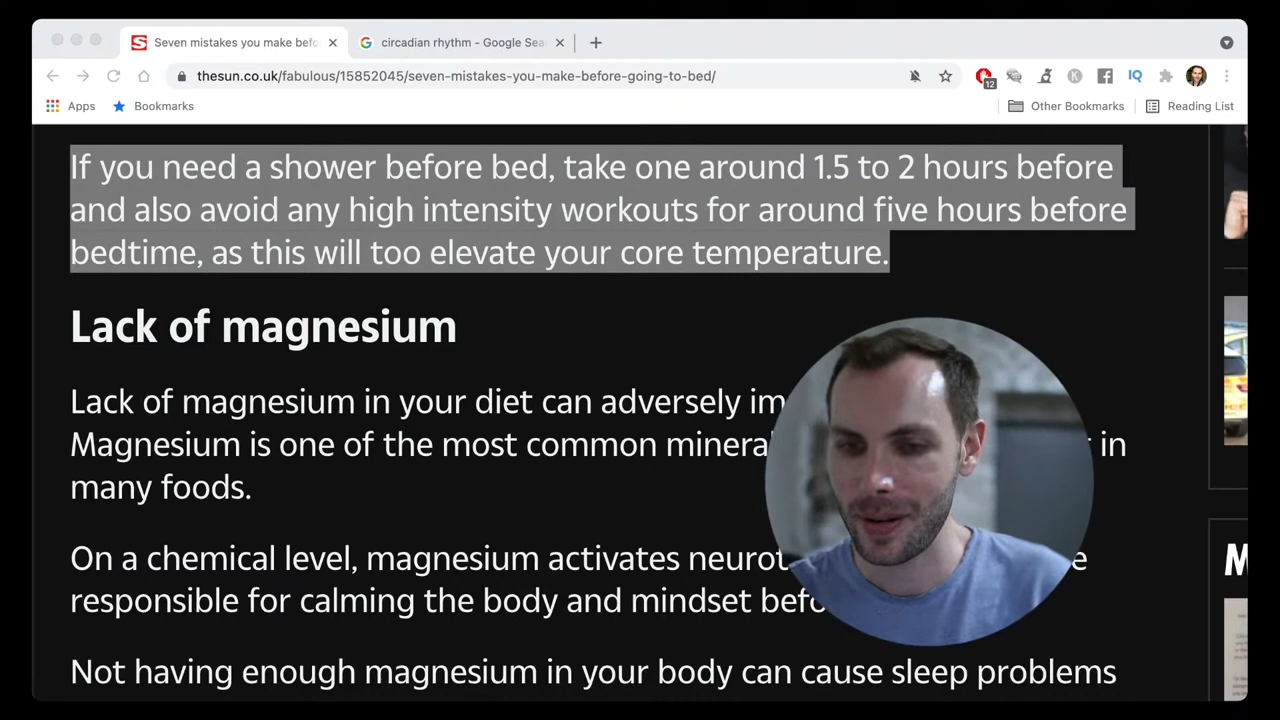 Seven mistakes you make befo
circadian rhythm - Google Sea
thesun.co.uk/fabulous/15852045/seven-mistakes-you-make-before-going-to-bed/
12
K
IQ
Apps
Bookmarks
Other Bookmarks
Reading List
If you need a shower before bed, take one around 1.5 to 2 hours before
and also avoid any high intensity workouts for around five hours before
bedtime, as this will too elevate your core temperature.
Lack of magnesium
Lack of magnesium in your diet can adversely im
Magnesium is one of the most common minera in
many foods.
On a chemical level, magnesium activates neurot e
responsible for calming the body and mindset befo
Not having enough magnesium in your body can cause sleep problems
M